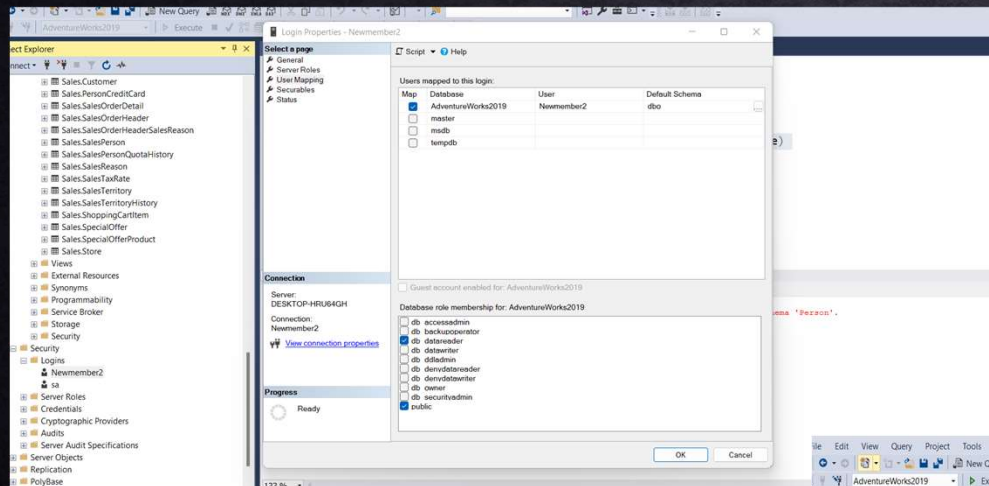 New Query
AdventureWorks2019
Execute
ect Explorer
nnect
Sales.Customer
Sales.PersonCreditCard
Sales.SalesOrderDetail
Sales.SalesOrderHeader
Sales.SalesOrderHeaderSalesReason
Sales.SalesPerson
Sales.SalesPersonQuotaHistory
Sales.SalesReason
Sales.SalesTaxRate
Sales.SalesTerritory
Sales.SalesTerritoryHistory
Sales.ShoppingCartItem
Sales.SpecialOffer
Sales.SpecialOfferProduct
Sales.Store
Views
External Resources
Synonyms
Programmability
Service Broker
Storage
Security
Security
Logins
Newmember2
sa
Server Roles
Credentials
Cryptographic Providers
Audits
Server Audit Specifications
Server Objects
Replication
PolyBase
Login Properties - Newmember2
Select a page
General
Server Roles
User Mapping
Securables
Status
Connection
Server:
DESKTOP-HRU64GH
Connection:
Newmember2
View connection properties
Progress
Ready
Script Help
Users mapped to this login:
Map Database User Default Schema
AdventureWorks2019 Newmember2 dbo
master
msdb
tempdb
Guest account enabled for: AdventureWorks2019
Database role membership for: AdventureWorks2019
db_accessadmin
db_backupoperator
db_datareader
db_datawriter
db_ddladmin
db_denydatareader
db_denydatawriter
db_owner
db_securityadmin
public
OK Cancel
e)
ema 'Person'.
ile Edit View Query Project Tools
New Q
AdventureWorks2019 Ex